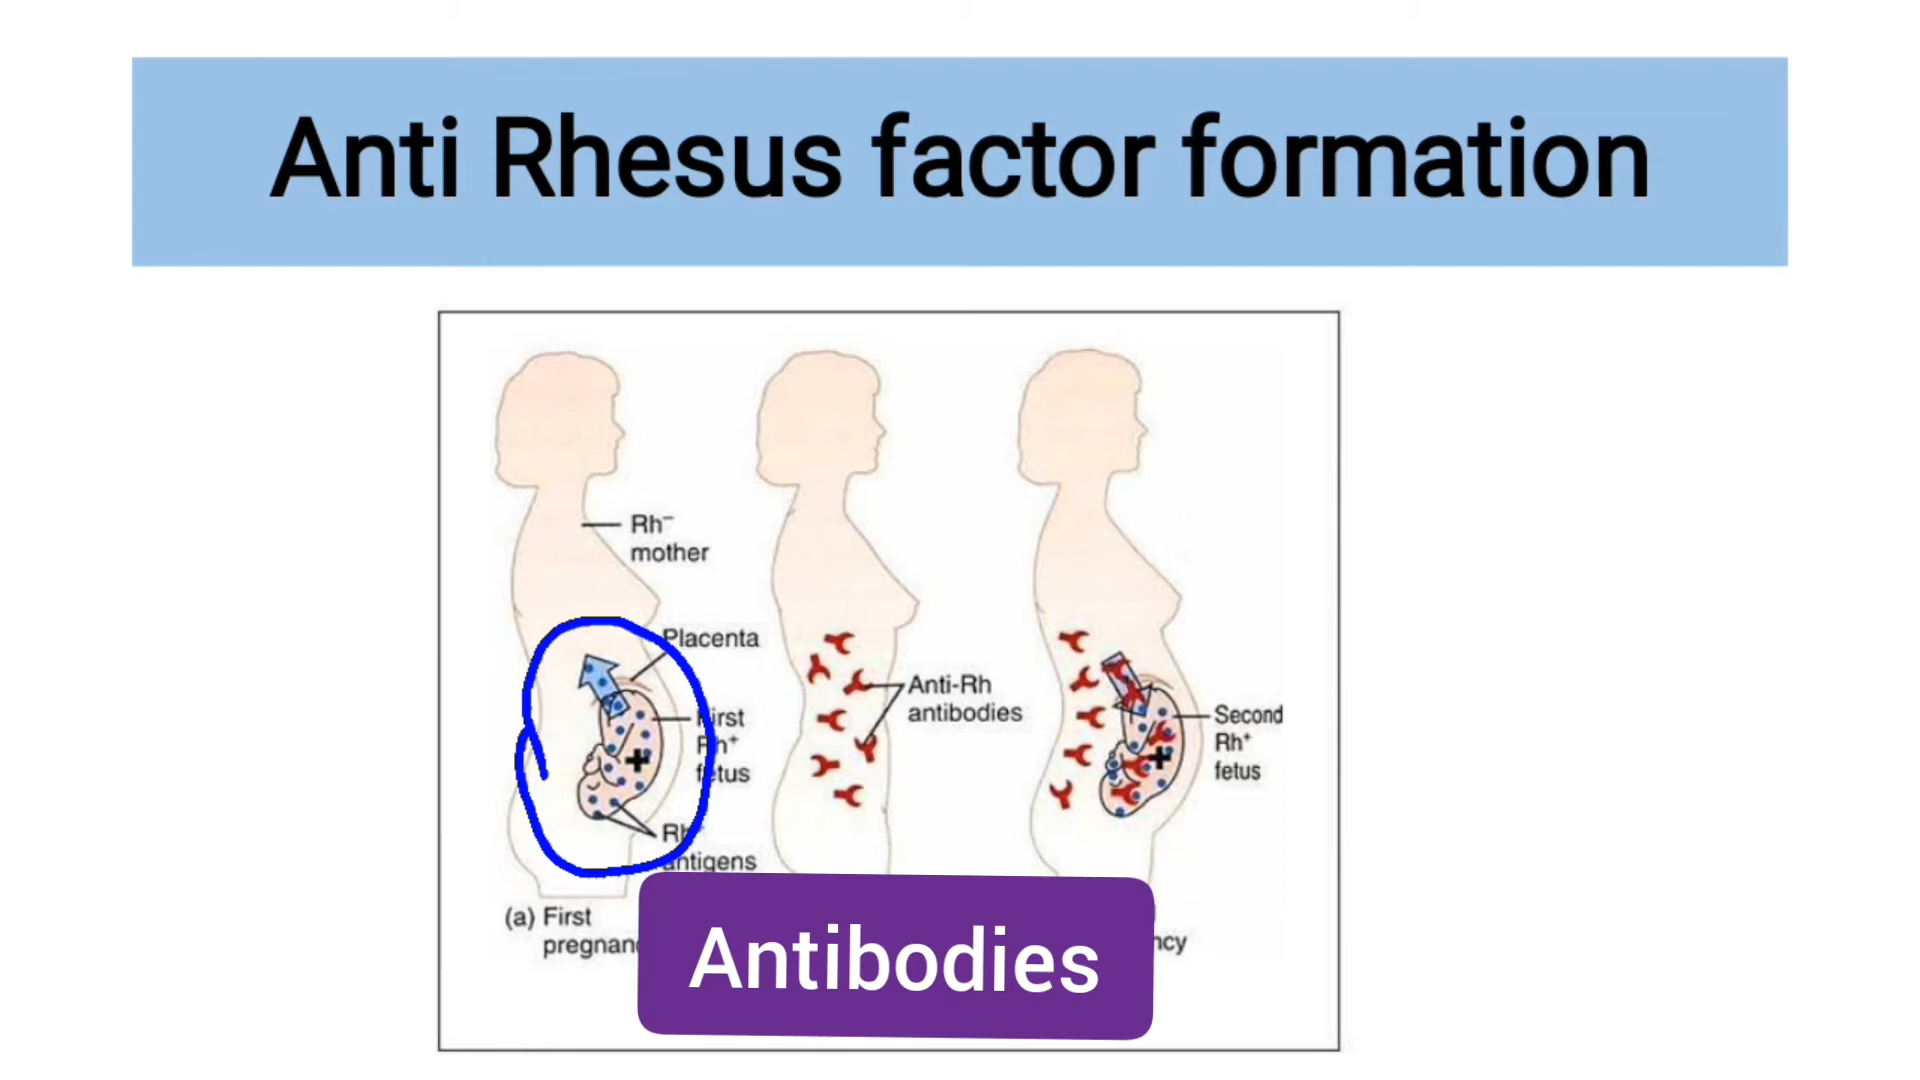 Anti Rhesus factor formation
Rh⁻
mother
Placenta
First
Rh⁺
fetus
Rh⁺
antigens
Anti-Rh
antibodies
Second
Rh⁺
fetus
(a) First
Antibodies